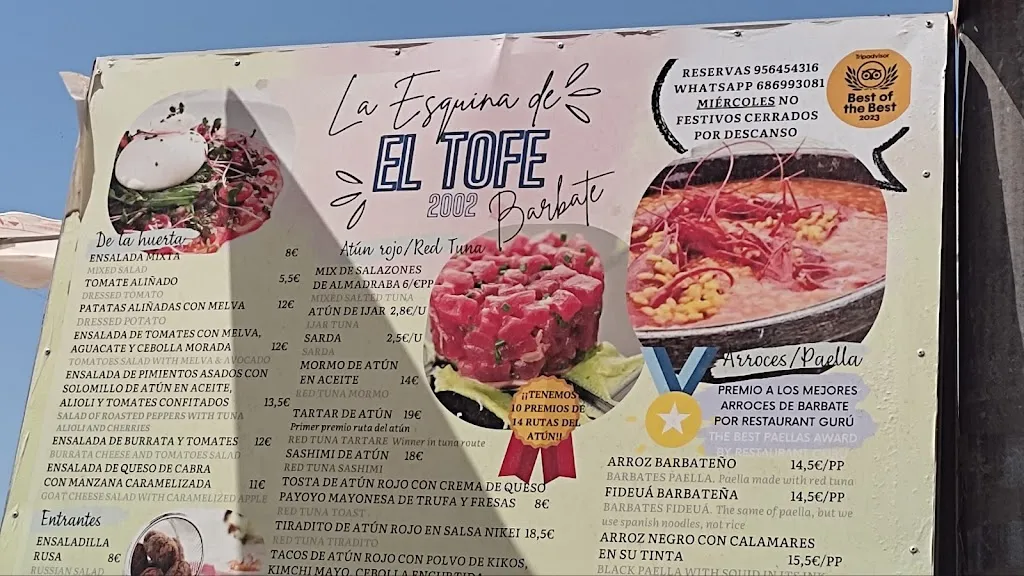 La Esquina de
EL TOFE
2002 Barbate
RESERVAS 956454316
WHATSAPP 686993081
MIÉRCOLES NO
FESTIVOS CERRADOS
POR DESCANSO
Tripadvisor
Best of
the Best
2023
De la huerta
ENSALADA MIXTA 8€
MIXED SALAD
TOMATE ALIÑADO 5,5€
DRESSED TOMATO
PATATAS ALIÑADAS CON MELVA 12€
DRESSED POTATO
ENSALADA DE TOMATES CON MELVA,
AGUACATE Y CEBOLLA MORADA 12€
TOMATOES SALAD WITH MELVA & AVOCADO
ENSALADA DE PIMIENTOS ASADOS CON
SOLOMILLO DE ATÚN EN ACEITE,
ALIOLI Y TOMATES CONFITADOS 13,5€
SALAD OF ROASTED PEPPERS WITH TUNA
ALJOLI AND CHERRIES
ENSALADA DE BURRATA Y TOMATES 12€
BURRATA CHEESE AND TOMATOES SALAD
ENSALADA DE QUESO DE CABRA
CON MANZANA CARAMELIZADA 11€
GOAT CHEESE SALAD WITH CARAMELIZED APPLE
Entrantes
ENSALADILLA
RUSA 8€
RUSSIAN SALAD
Atún rojo/Red Tuna
MIX DE SALAZONES
DE ALMADRABA 6/€PP
MIXED SALTED TUNA
ATÚN DE IJAR 2,8€/U
IJAR TUNA
SARDA 2,5€/U
SARDA
MORMO DE ATÚN
EN ACEITE 14€
RED TUNA MORMO
TARTAR DE ATÚN 19€
Primer premio ruta del atún
RED TUNA TARTARE Winner in tuna route
SASHIMI DE ATÚN 18€
RED TUNA SASHIMI
TOSTA DE ATÚN ROJO CON CREMA DE QUESO
PAYOYO MAYONESA DE TRUFA Y FRESAS 8€
RED TUNA TOAST
TIRADITO DE ATÚN ROJO EN SALSA NIKEI 18,5€
RED TUNA TIRADITO
TACOS DE ATÚN ROJO CON POLVO DE KIKOS,
KIMCHI MAYO, CEBOLLA ENCURTIDA
¡¡TENEMOS
10 PREMIOS DE
14 RUTAS DEL
ATÚN!!
Arroces/Paella
PREMIO A LOS MEJORES
ARROCES DE BARBATE
POR RESTAURANT GURÚ
THE BEST PAELLAS AWARD
BY RESTAURANT GURU
ARROZ BARBATEÑO 14,5€/PP
BARBATES PAELLA. Paella made with red tuna
FIDEUÁ BARBATEÑA 14,5€/PP
BARBATES FIDEUÁ. The same of paella, but we
use spanish noodles, not rice
ARROZ NEGRO CON CALAMARES
EN SU TINTA 15,5€/PP
BLACK PAELLA WITH SQUID IN ITS INK